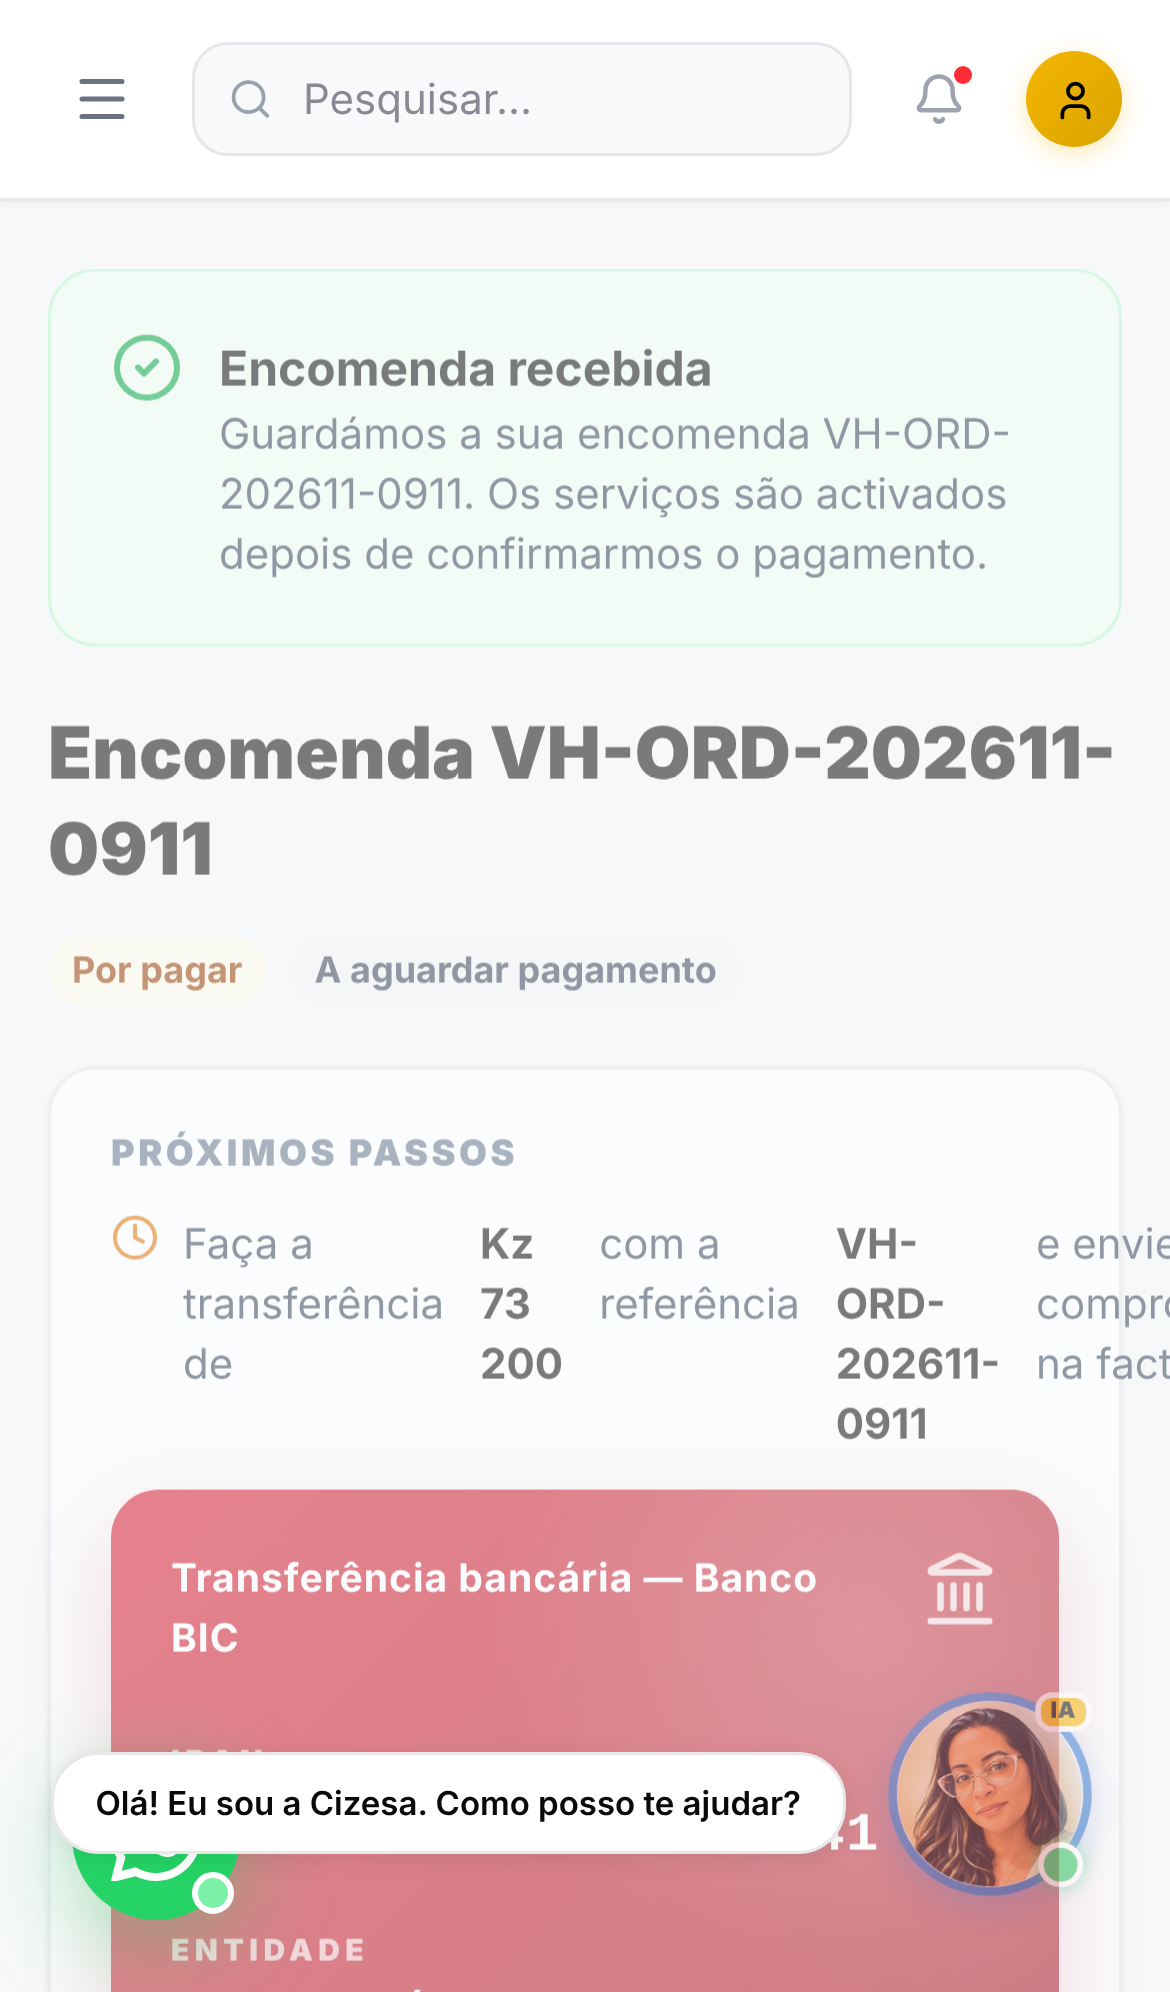 Pesquisar...
Encomenda recebida
Guardámos a sua encomenda VH-ORD-
202611-0911. Os serviços são activados
depois de confirmarmos o pagamento.
Encomenda VH-ORD-202611-
0911
Por pagar
A aguardar pagamento
PRÓXIMOS PASSOS
Faça a
transferência
de
Kz
73
200
com a
referência
VH-
ORD-
202611-
0911
e envie
na
Transferência bancária — Banco
BIC
IA
Olá! Eu sou a Cizesa. Como posso te ajudar?
ENTIDADE